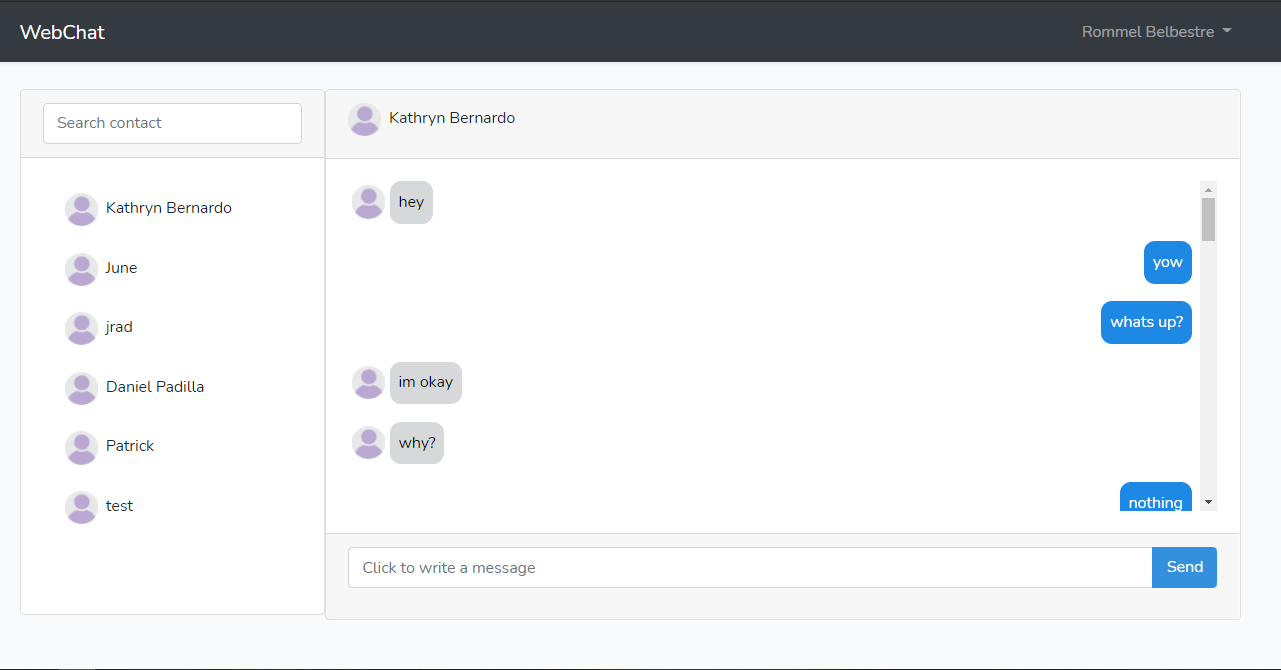 WebChat
Rommel Belbestre
Search contact
Kathryn Bernardo
June
jrad
Daniel Padilla
Patrick
test
Kathryn Bernardo
hey
yow
whats up?
im okay
why?
nothing
Click to write a message
Send